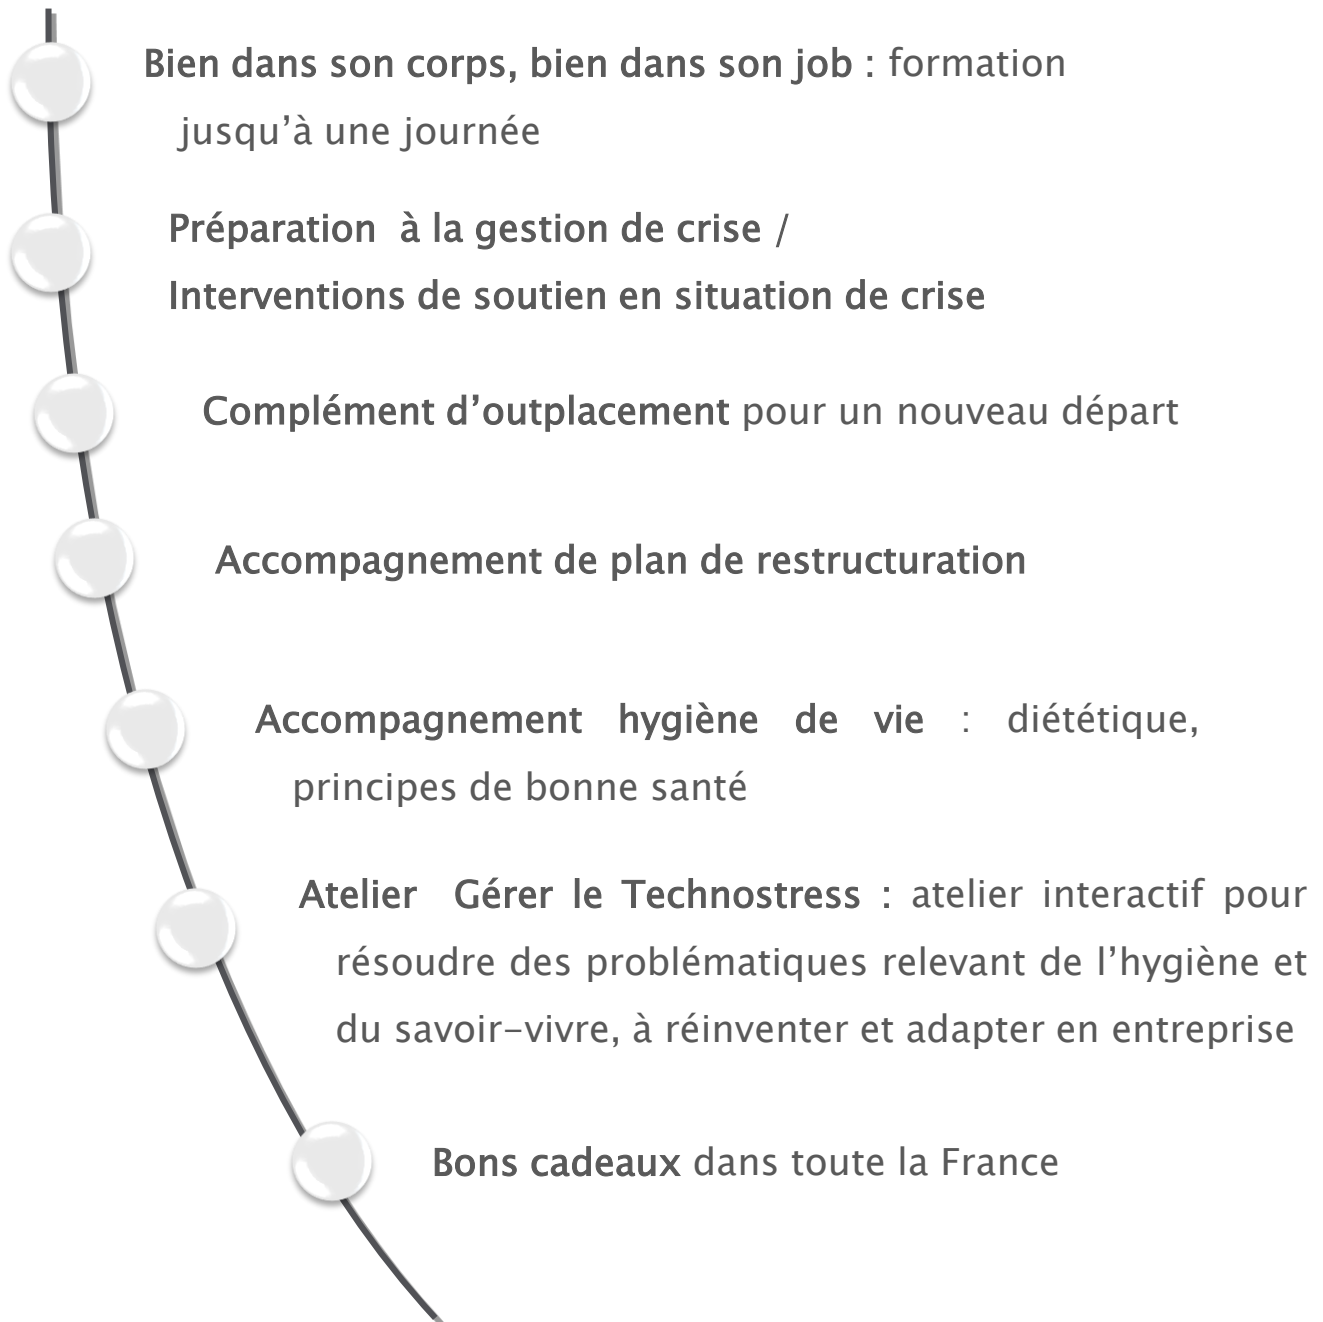 Bien dans son corps, bien dans son job : formation
jusqu’à une journée
Préparation  à la gestion de crise /
Interventions de soutien en situation de crise
Complément d’outplacement pour un nouveau départ
Accompagnement de plan de restructuration
Accompagnement hygiène de vie : diététique,
principes de bonne santé
Atelier  Gérer le Technostress : atelier interactif pour
résoudre des problématiques relevant de l’hygiène et
du savoir-vivre, à réinventer et adapter en entreprise
Bons cadeaux dans toute la France